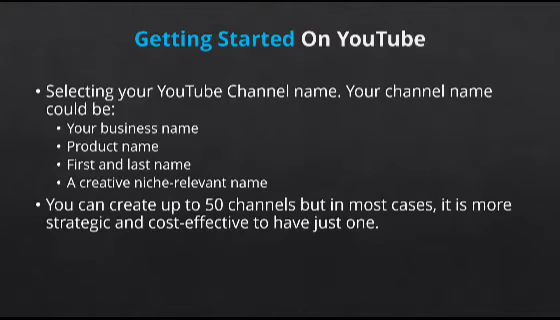 Getting Started On YouTube
• Selecting your YouTube Channel name. Your channel name
could be:
• Your business name
• Product name
• First and last name
• A creative niche-relevant name
• You can create up to 50 channels but in most cases, it is more
strategic and cost-effective to have just one.